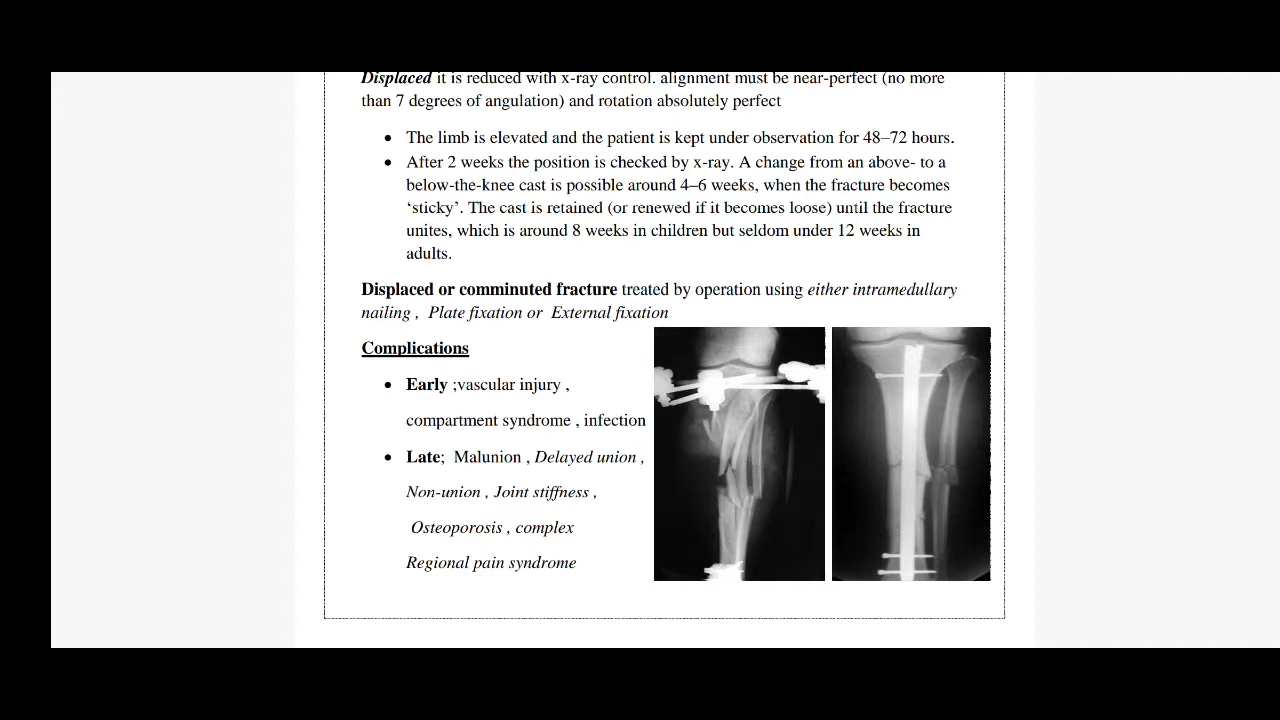 Displaced it is reduced with x-ray control. alignment must be near-perfect (no more
than 7 degrees of angulation) and rotation absolutely perfect
• The limb is elevated and the patient is kept under observation for 48–72 hours.
• After 2 weeks the position is checked by x-ray. A change from an above- to a
below-the-knee cast is possible around 4–6 weeks, when the fracture becomes
‘sticky’. The cast is retained (or renewed if it becomes loose) until the fracture
unites, which is around 8 weeks in children but seldom under 12 weeks in
adults.
Displaced or comminuted fracture treated by operation using either intramedullary
nailing , Plate fixation or External fixation
Complications
• Early ;vascular injury ,
compartment syndrome , infection
• Late; Malunion , Delayed union ,
Non-union , Joint stiffness ,
Osteoporosis , complex
Regional pain syndrome